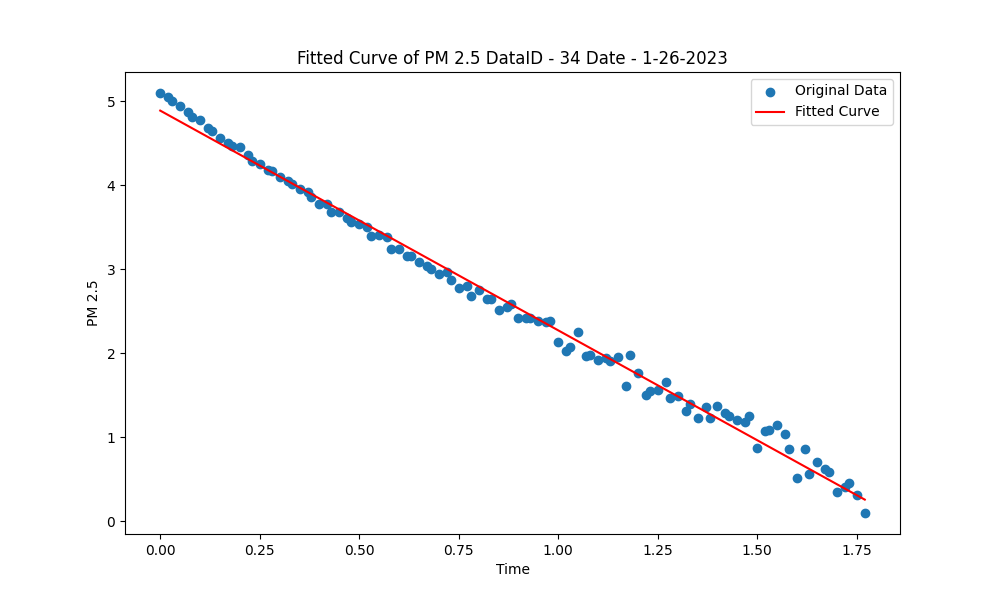 Fitted Curve of PM 2.5 DataID - 34 Date - 1-26-2023
Original Data
Fitted Curve
5
4
3
2
1
0
PM 2.5
0.00 0.25 0.50 0.75 1.00 1.25 1.50 1.75
Time